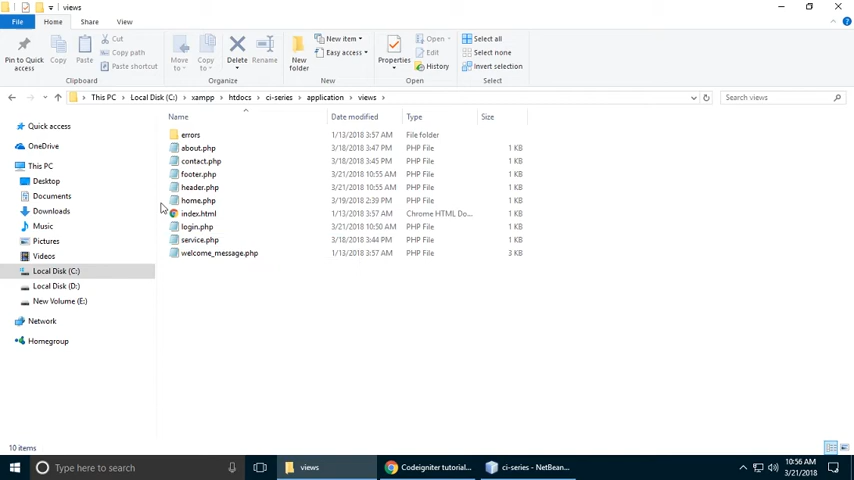 views
File Home Share View
Pin to Quick access
Copy
Paste
Cut
Copy path
Paste shortcut
Clipboard
Move to
Copy to
Delete
Rename
Organize
New folder
New item
Easy access
New
Properties
Open
Edit
History
Open
Select all
Select none
Invert selection
Select
This PC > Local Disk (C:) > xampp > htdocs > ci-series > application > views >
Search views
Quick access
OneDrive
This PC
Desktop
Documents
Downloads
Music
Pictures
Videos
Local Disk (C:)
Local Disk (D:)
New Volume (E:)
Network
Homegroup
Name Date modified Type Size
errors 1/13/2018 3:57 AM File folder
about.php 3/18/2018 3:47 PM PHP File 1 KB
contact.php 3/18/2018 3:45 PM PHP File 1 KB
footer.php 3/21/2018 10:55 AM PHP File 1 KB
header.php 3/21/2018 10:55 AM PHP File 1 KB
home.php 3/19/2018 2:39 PM PHP File 1 KB
index.html 1/13/2018 3:57 AM Chrome HTML Do... 1 KB
login.php 3/21/2018 10:50 AM PHP File 1 KB
service.php 3/18/2018 3:44 PM PHP File 1 KB
welcome_message.php 1/13/2018 3:57 AM PHP File 3 KB
10 items
Type here to search
views
Codeigniter tutorial...
ci-series - NetBean...
10:56 AM
3/21/2018